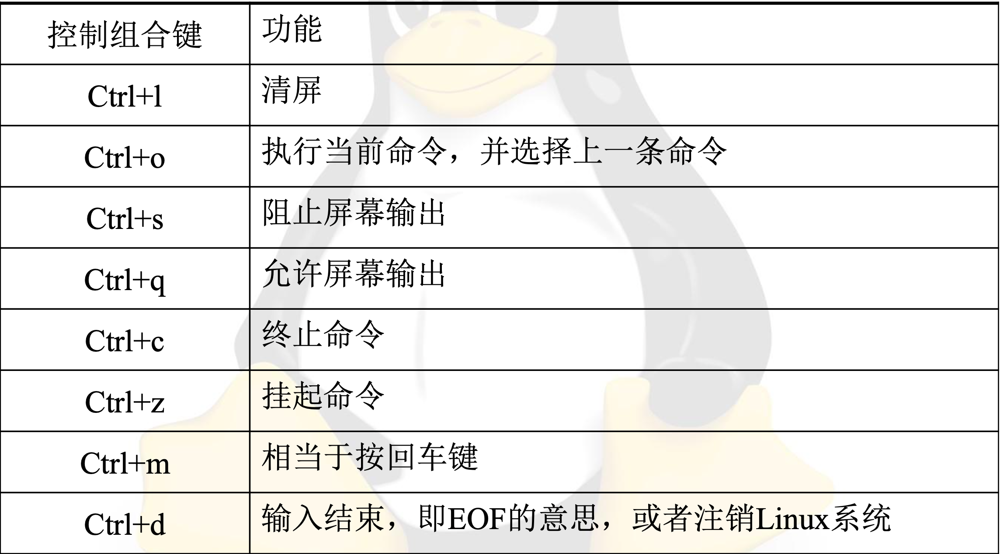 控制组合键 功能
Ctrl+l 清屏
Ctrl+o 执行当前命令，并选择上一条命令
Ctrl+s 阻止屏幕输出
Ctrl+q 允许屏幕输出
Ctrl+c 终止命令
Ctrl+z 挂起命令
Ctrl+m 相当于按回车键
Ctrl+d 输入结束，即EOF的意思，或者注销Linux系统